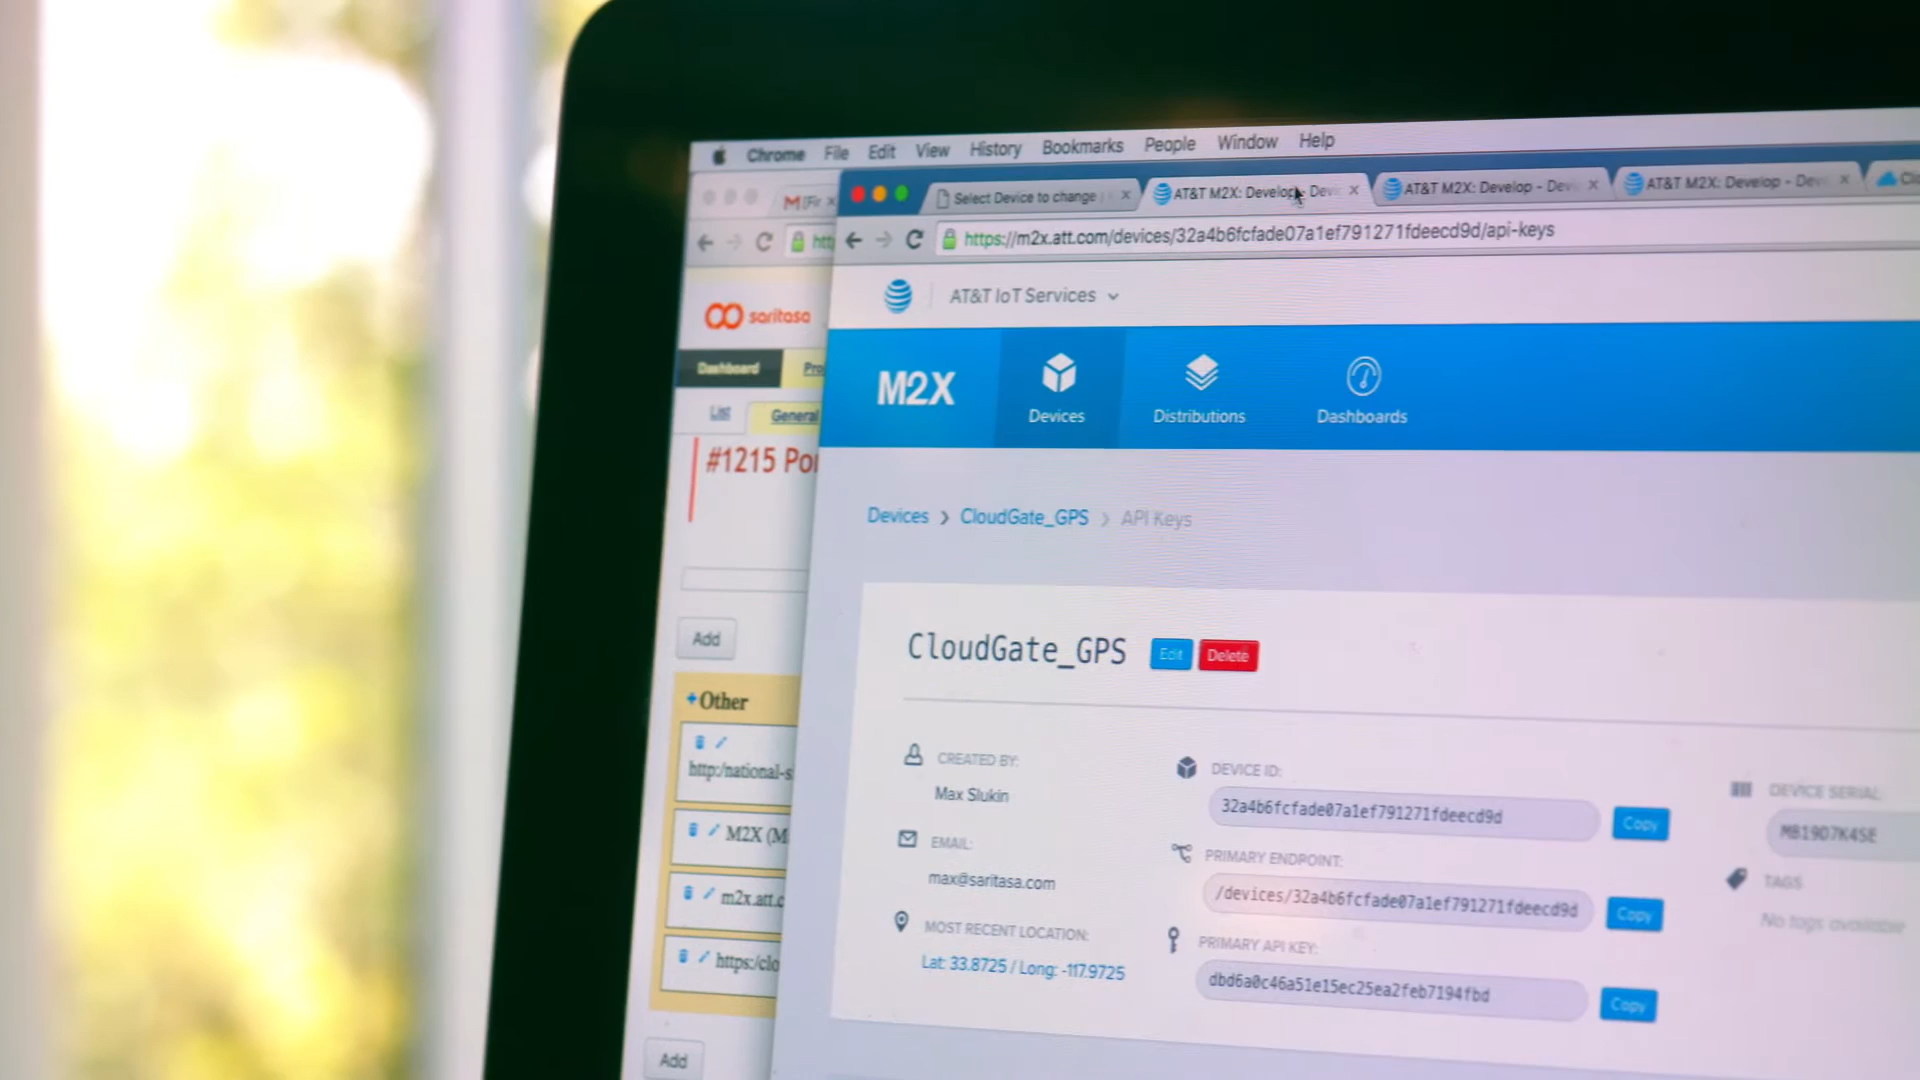 Chrome File Edit View History Bookmarks People Window Help
Select Device to change
AT&T M2X: Develop - Dev
AT&T M2X: Develop - Dev
AT&T M2X: Develop - Dev
https://m2x.att.com/devices/32a4b6fcfade07a1ef791271fdeecd9d/api-keys
AT&T IoT Services
saritasa
M2X
Devices
Distributions
Dashboards
Dashboard
List
General
#1215
Devices > CloudGate_GPS > API Keys
Add
CloudGate_GPS
Edit
Delete
+Other
http:/national-s
M2X
m2x.att.c
https:/clo
Add
CREATED BY:
Max Slukin
EMAIL:
max@saritasa.com
MOST RECENT LOCATION:
Lat: 33.8725 / Long: -117.9725
DEVICE ID:
32a4b6fcfade07a1ef791271fdeecd9d
Copy
PRIMARY ENDPOINT:
/devices/32a4b6fcfade07a1ef791271fdeecd9d
Copy
PRIMARY API KEY:
dbd6a0c46a51e15ec25ea2feb7194fbd
Copy
DEVICE SERIAL:
MB19D7K4SE
TAGS
No tags available